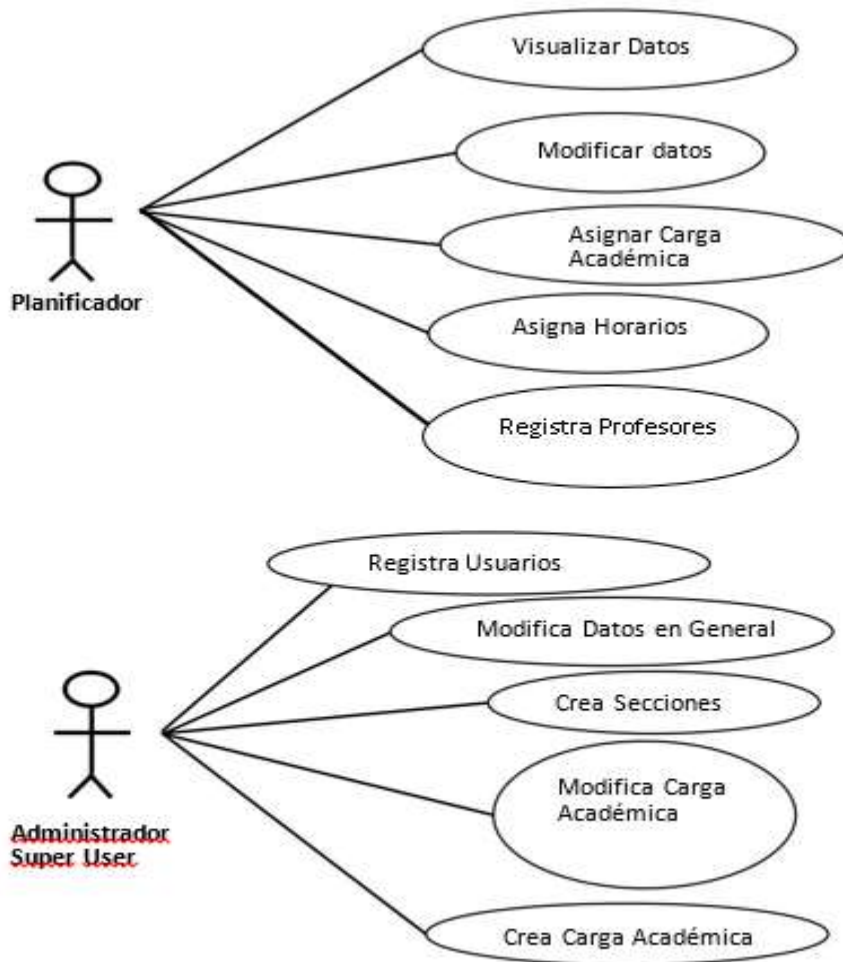 Visualizar Datos
Modificar datos
Asignar Carga
Académica
Asigna Horarios
Registra Profesores
Planificador
Registra Usuarios
Modifica Datos en General
Crea Secciones
Modifica Carga
Académica
Crea Carga Académica
Administrador
Super User